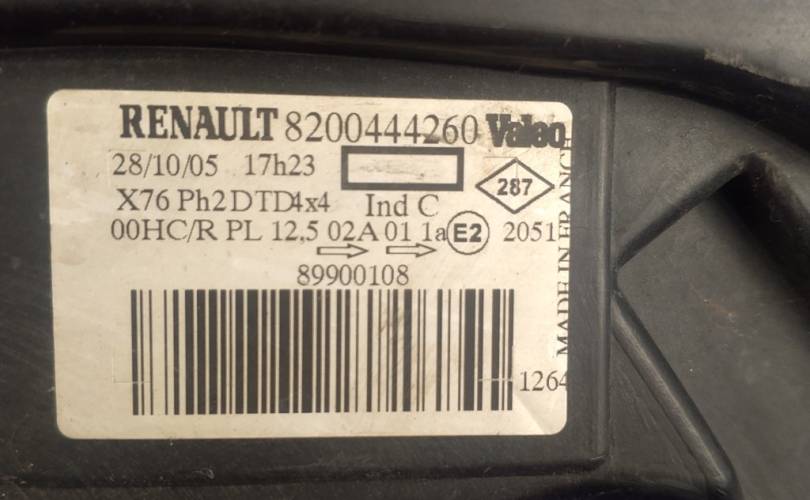 RENAULT 8200444260 Valeo
28/10/05 17h23
287
X76 Ph2 DTD4x4 Ind C
00HC/R PL 12,5 02A 01 1a E2 2051
89900108
1264
MADE IN FRANCE